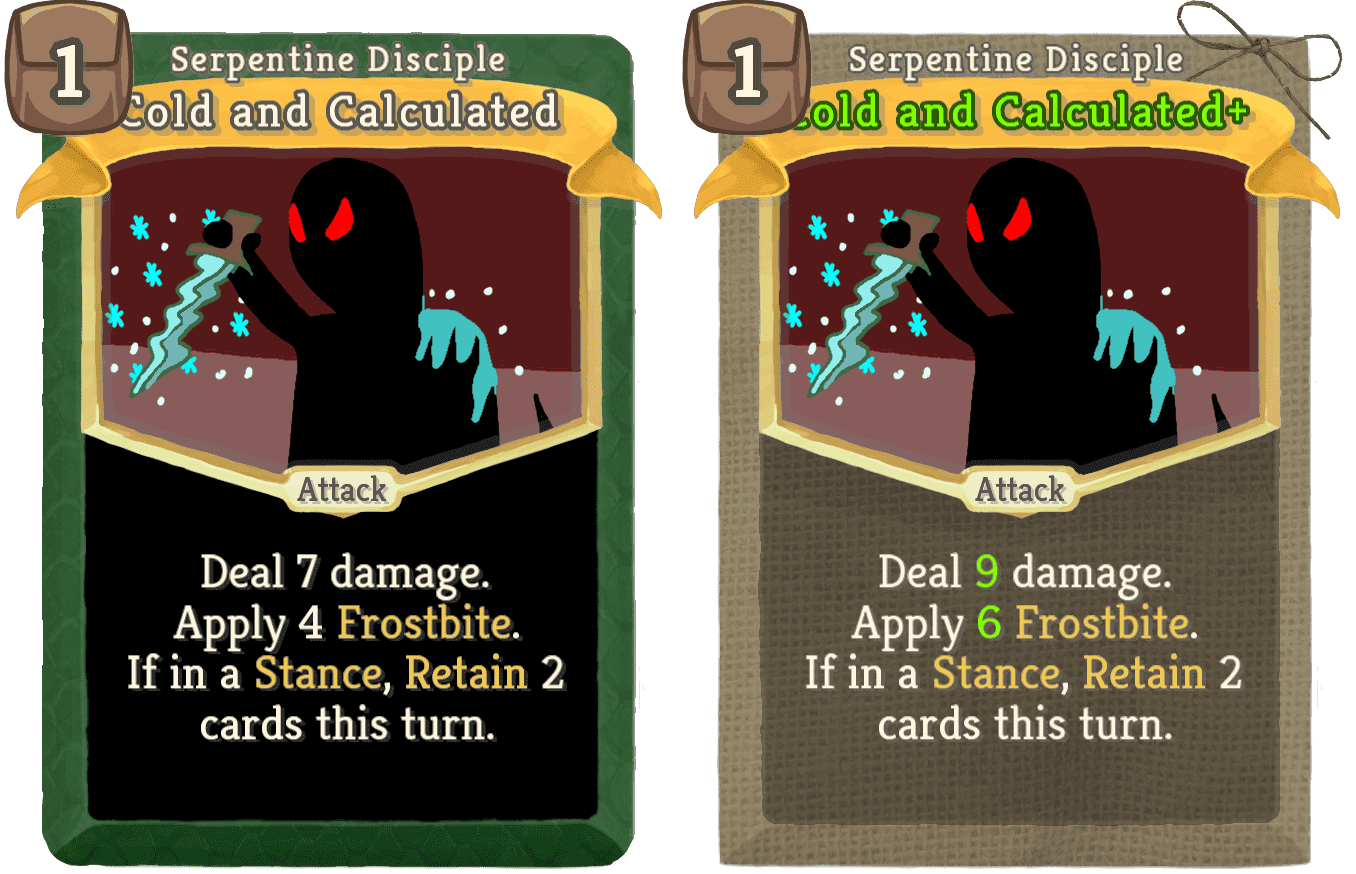 1
Serpentine Disciple
Cold and Calculated
Attack
Deal 7 damage.
Apply 4 Frostbite.
If in a Stance, Retain 2
cards this turn.
1
Serpentine Disciple
Cold and Calculated+
Attack
Deal 9 damage.
Apply 6 Frostbite.
If in a Stance, Retain 2
cards this turn.